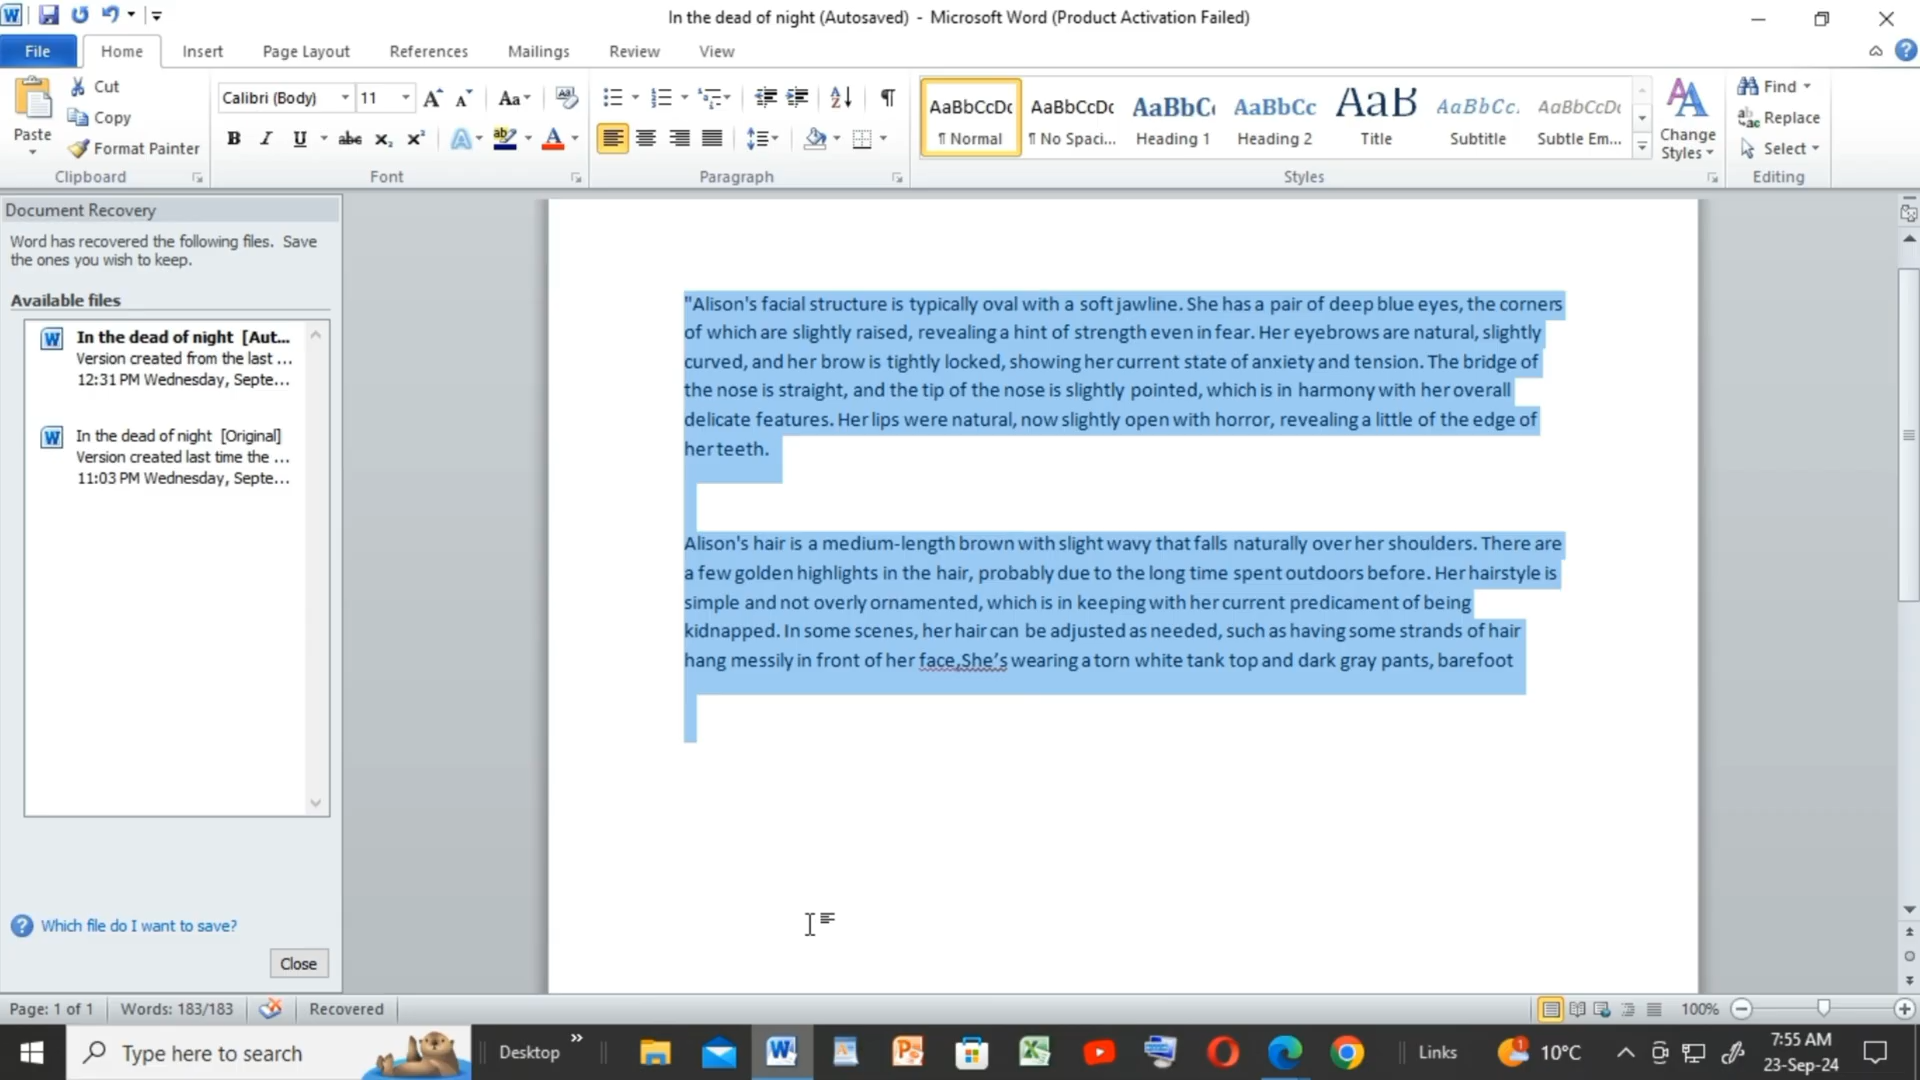 In the dead of night (Autosaved) - Microsoft Word (Product Activation Failed)
File Home Insert Page Layout References Mailings Review View
Paste
Cut
Copy
Format Painter
Clipboard
Calibri (Body) 11
Font
Paragraph
AaBbCcDc AaBbCcDc AaBbC AaBbCc AaB AaBbCc. AaBbCcDc
¶ Normal ¶ No Spaci... Heading 1 Heading 2 Title Subtitle Subtle Em...
Change
Styles
Styles
Find
Replace
Select
Editing
Document Recovery
Word has recovered the following files. Save
the ones you wish to keep.
Available files
In the dead of night [Aut...
Version created from the last ...
12:31 PM Wednesday, Septe...
In the dead of night [Original]
Version created last time the ...
11:03 PM Wednesday, Septe...
Which file do I want to save?
Close
"Alison's facial structure is typically oval with a soft jawline. She has a pair of deep blue eyes, the corners
of which are slightly raised, revealing a hint of strength even in fear. Her eyebrows are natural, slightly
curved, and her brow is tightly locked, showing her current state of anxiety and tension. The bridge of
the nose is straight, and the tip of the nose is slightly pointed, which is in harmony with her overall
delicate features. Her lips were natural, now slightly open with horror, revealing a little of the edge of
her teeth.
Alison's hair is a medium-length brown with slight wavy that falls naturally over her shoulders. There are
a few golden highlights in the hair, probably due to the long time spent outdoors before. Her hairstyle is
simple and not overly ornamented, which is in keeping with her current predicament of being
kidnapped. In some scenes, her hair can be adjusted as needed, such as having some strands of hair
hang messily in front of her face,She’s wearing a torn white tank top and dark gray pants, barefoot
Page: 1 of 1 Words: 183/183 Recovered 100%
Type here to search Desktop Links 10°C 7:55 AM
23-Sep-24